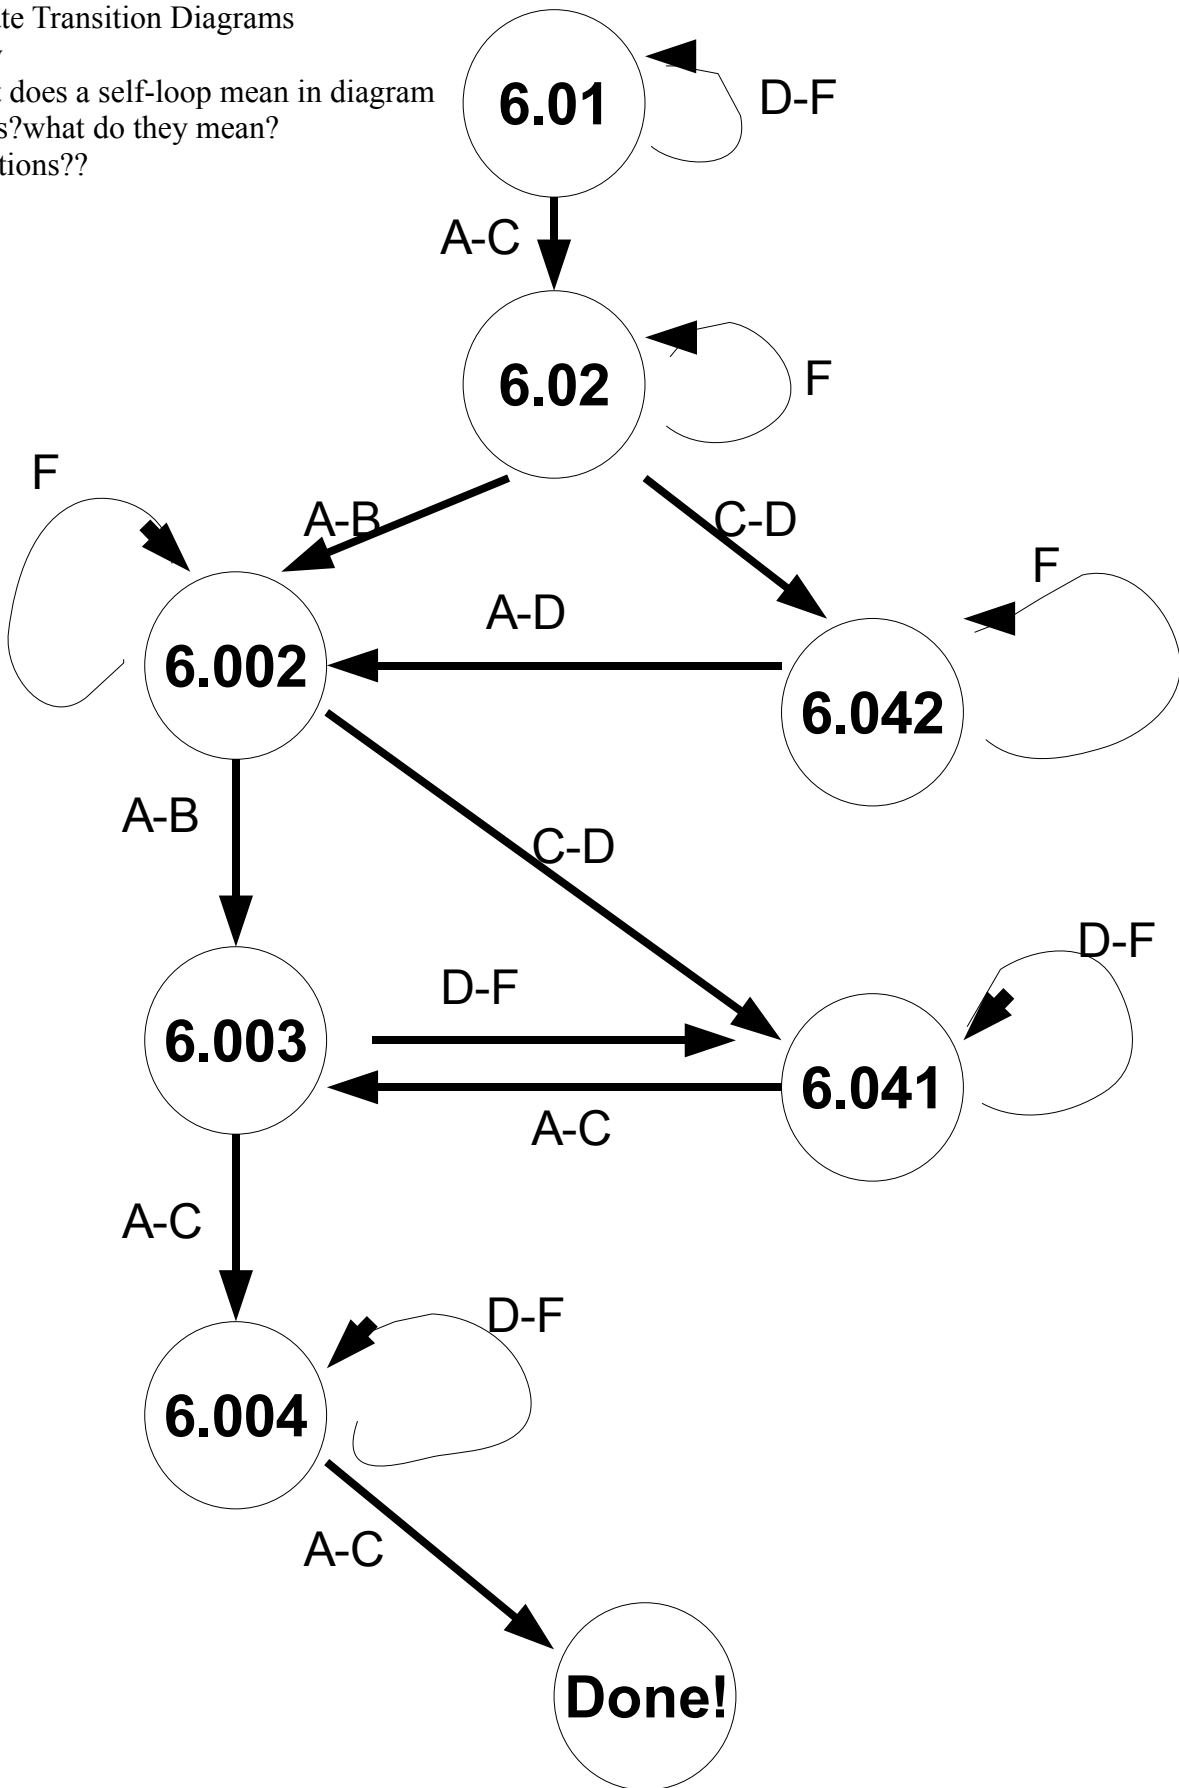 te Transition Diagrams
does a self-loop mean in diagram
s?what do they mean?
tions??
6.01
D-F
A-C
6.02
F
F
A-B
C-D
F
A-D
6.002
6.042
A-B
C-D
D-F
D-F
6.003
6.041
A-C
A-C
D-F
6.004
A-C
Done!